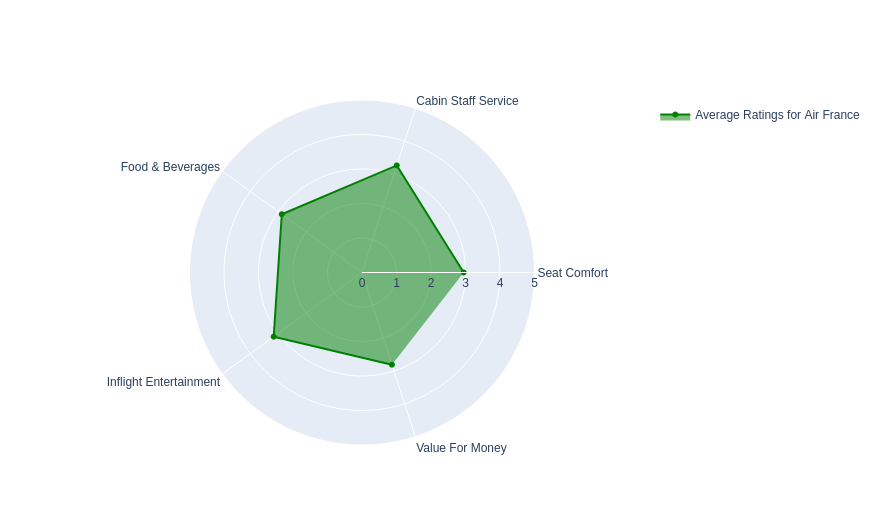 Cabin Staff Service
Average Ratings for Air France
Food & Beverages
Seat Comfort
0 1 2 3 4 5
Inflight Entertainment
Value For Money